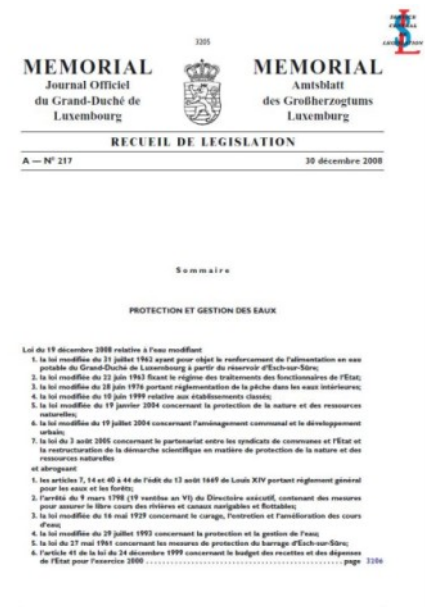 3205
SERVICE
CENTRAL
LEGISLATION
MEMORIAL
Journal Officiel
du Grand-Duché de
Luxembourg
MEMORIAL
Amtsblatt
des Großherzogtums
Luxemburg
RECUEIL DE LEGISLATION
A — N° 217
30 décembre 2008
Sommaire
PROTECTION ET GESTION DES EAUX
Loi du 19 décembre 2008 relative à l'eau modifiant
1. la loi modifiée du 31 juillet 1962 ayant pour objet le renforcement de l'alimentation en eau
potable du Grand-Duché de Luxembourg à partir du réservoir d'Esch-sur-Sûre;
2. la loi modifiée du 22 juin 1963 fixant le régime des traitements des fonctionnaires de l'Etat;
3. la loi modifiée du 28 juin 1976 portant réglementation de la pêche dans les eaux intérieures;
4. la loi modifiée du 10 juin 1999 relative aux établissements classés;
5. la loi modifiée du 19 janvier 2004 concernant la protection de la nature et des ressources
naturelles;
6. la loi modifiée du 19 juillet 2004 concernant l'aménagement communal et le développement
urbain;
7. la loi du 3 août 2005 concernant le partenariat entre les syndicats de communes et l'Etat et
la restructuration de la démarche scientifique en matière de protection de la nature et des
ressources naturelles
et abrogeant
1. les articles 7, 14 et 40 à 44 de l'édit du 13 août 1669 de Louis XIV portant règlement général
pour les eaux et les forêts;
2. l'arrêté du 9 mars 1798 (19 ventôse an VI) du Directoire exécutif, contenant des mesures
pour assurer le libre cours des rivières et canaux navigables et flottables;
3. la loi modifiée du 16 mai 1929 concernant le curage, l'entretien et l'amélioration des cours
d'eau;
4. la loi modifiée du 29 juillet 1993 concernant la protection et la gestion de l'eau;
5. la loi du 27 mai 1961 concernant les mesures de protection du barrage d'Esch-sur-Sûre;
6. l'article 41 de la loi du 24 décembre 1999 concernant le budget des recettes et des dépenses
de l'Etat pour l'exercice 2000 . . . . . . . . . . . . . . . . . . . . . . . . . . . . . . . . . . . . . . . . page 3206